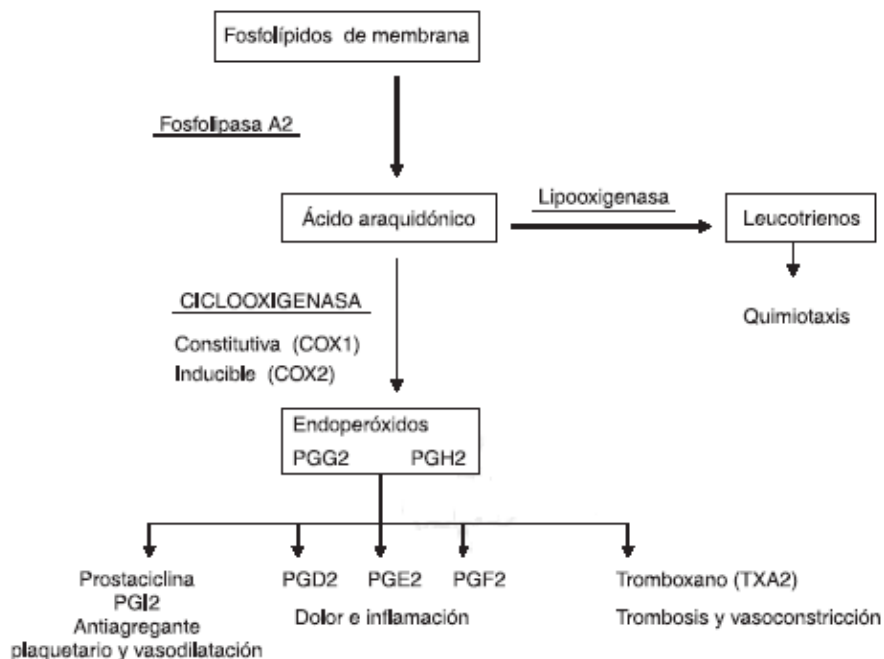 Fosfolípidos de membrana
Fosfolipasa A2
Ácido araquidónico
Lipooxigenasa
Leucotrienos
Quimiotaxis
CICLOOXIGENASA
Constitutiva (COX1)
Inducible (COX2)
Endoperóxidos
PGG2 PGH2
Prostaciclina
PGI2
Antiagregante
plaquetario y vasodilatación
PGD2 PGE2 PGF2
Dolor e inflamación
Tromboxano (TXA2)
Trombosis y vasoconstricción